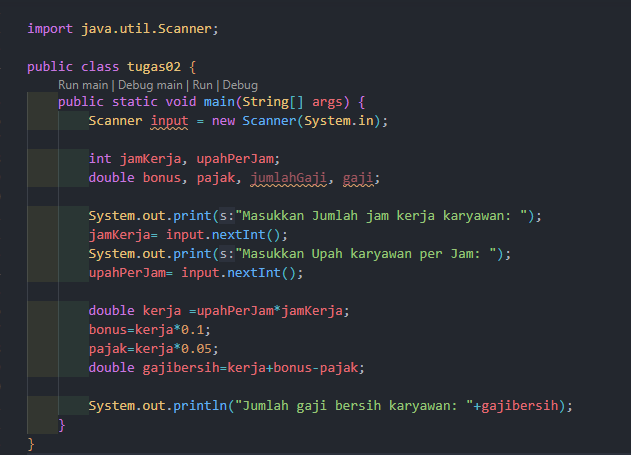 import java.util.Scanner;
public class tugas02 {
Run main | Debug main | Run | Debug
public static void main(String[] args) {
Scanner input = new Scanner(System.in);
int jamKerja, upahPerJam;
double bonus, pajak, jumlahGaji, gaji;
System.out.print(s:"Masukkan Jumlah jam kerja karyawan: ");
jamKerja= input.nextInt();
System.out.print(s:"Masukkan Upah karyawan per Jam: ");
upahPerJam= input.nextInt();
double kerja =upahPerJam*jamKerja;
bonus=kerja*0.1;
pajak=kerja*0.05;
double gajibersih=kerja+bonus-pajak;
System.out.println("Jumlah gaji bersih karyawan: "+gajibersih);
}
}